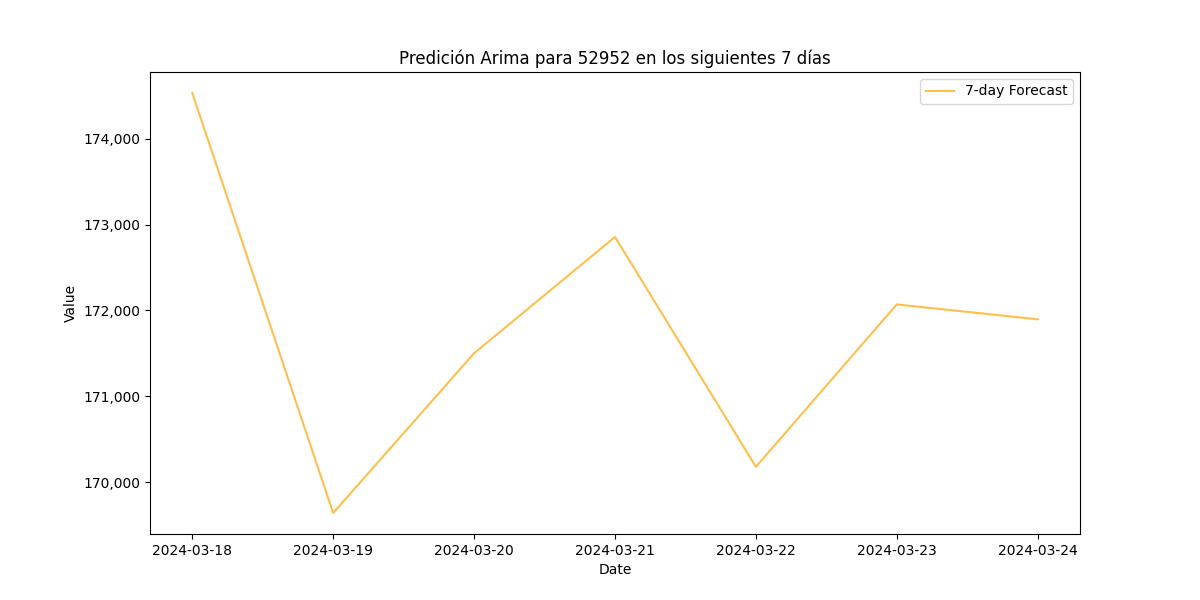 Predición Arima para 52952 en los siguientes 7 días
7-day Forecast
174,000
173,000
172,000
171,000
170,000
Value
2024-03-18 2024-03-19 2024-03-20 2024-03-21 2024-03-22 2024-03-23 2024-03-24
Date